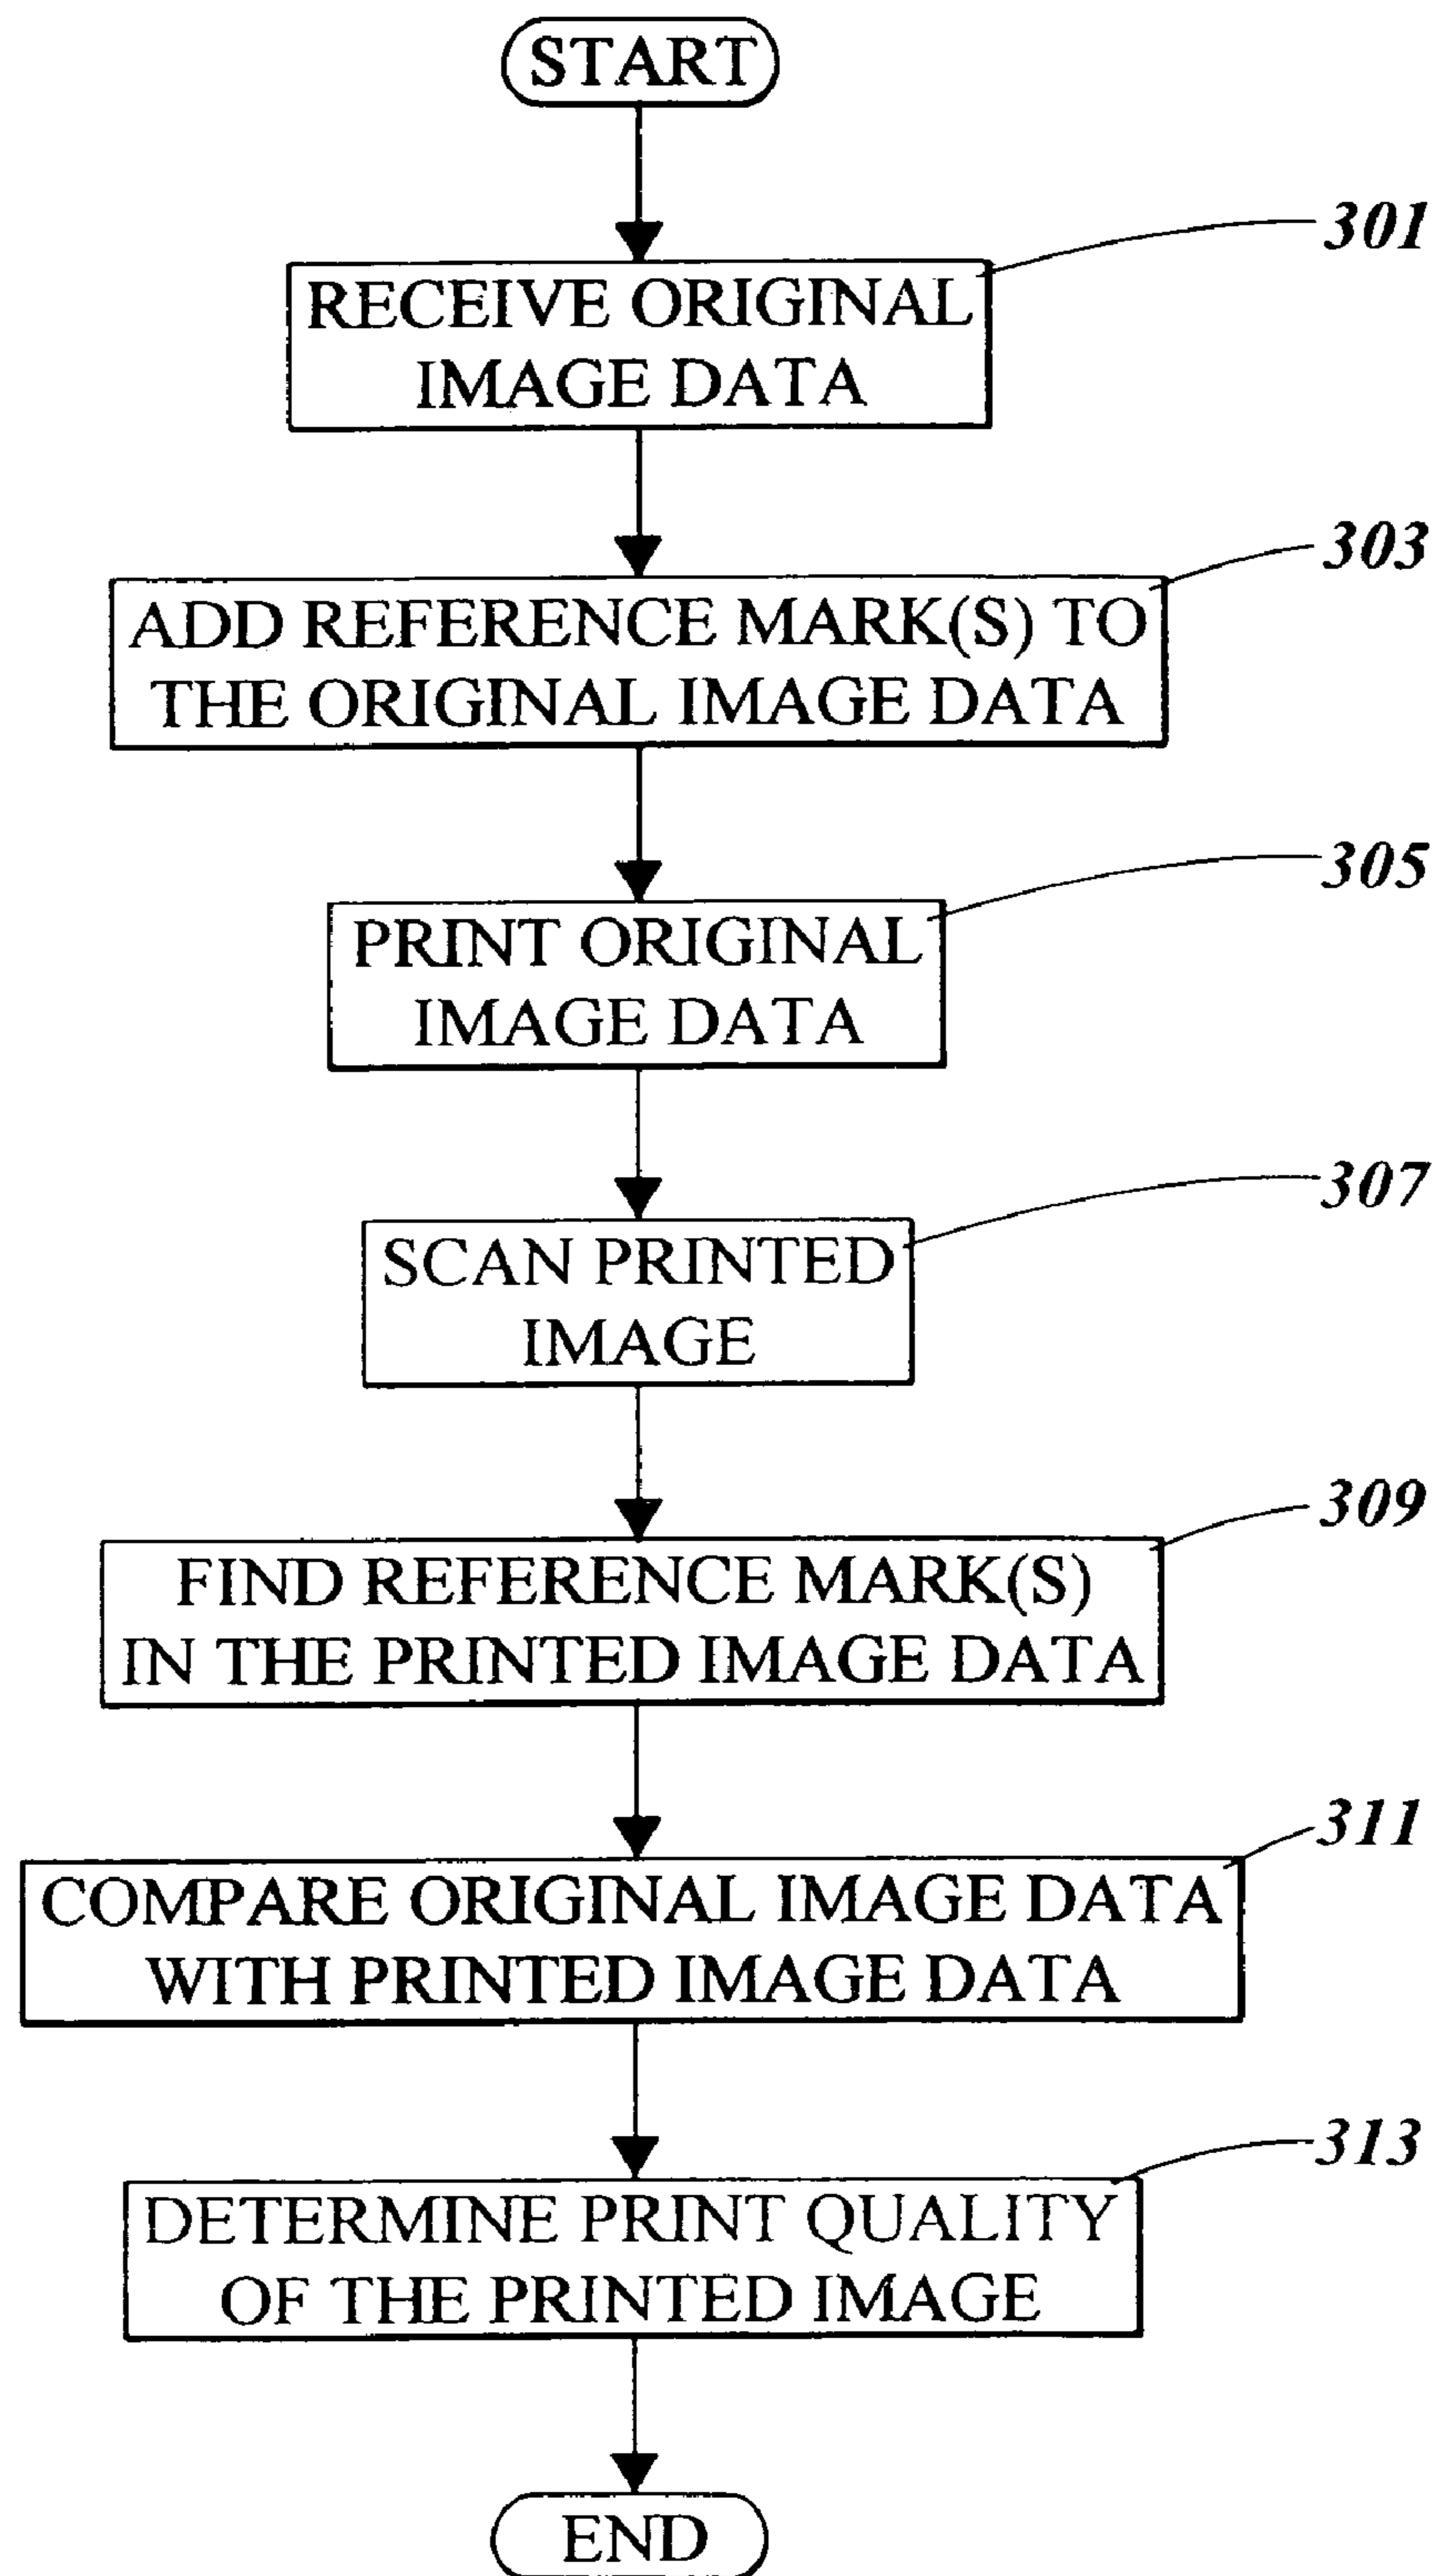 START
301
RECEIVE ORIGINAL
IMAGE DATA
303
ADD REFERENCE MARK(S) TO
THE ORIGINAL IMAGE DATA
305
PRINT ORIGINAL
IMAGE DATA
307
SCAN PRINTED
IMAGE
309
FIND REFERENCE MARK(S)
IN THE PRINTED IMAGE DATA
311
COMPARE ORIGINAL IMAGE DATA
WITH PRINTED IMAGE DATA
313
DETERMINE PRINT QUALITY
OF THE PRINTED IMAGE
END